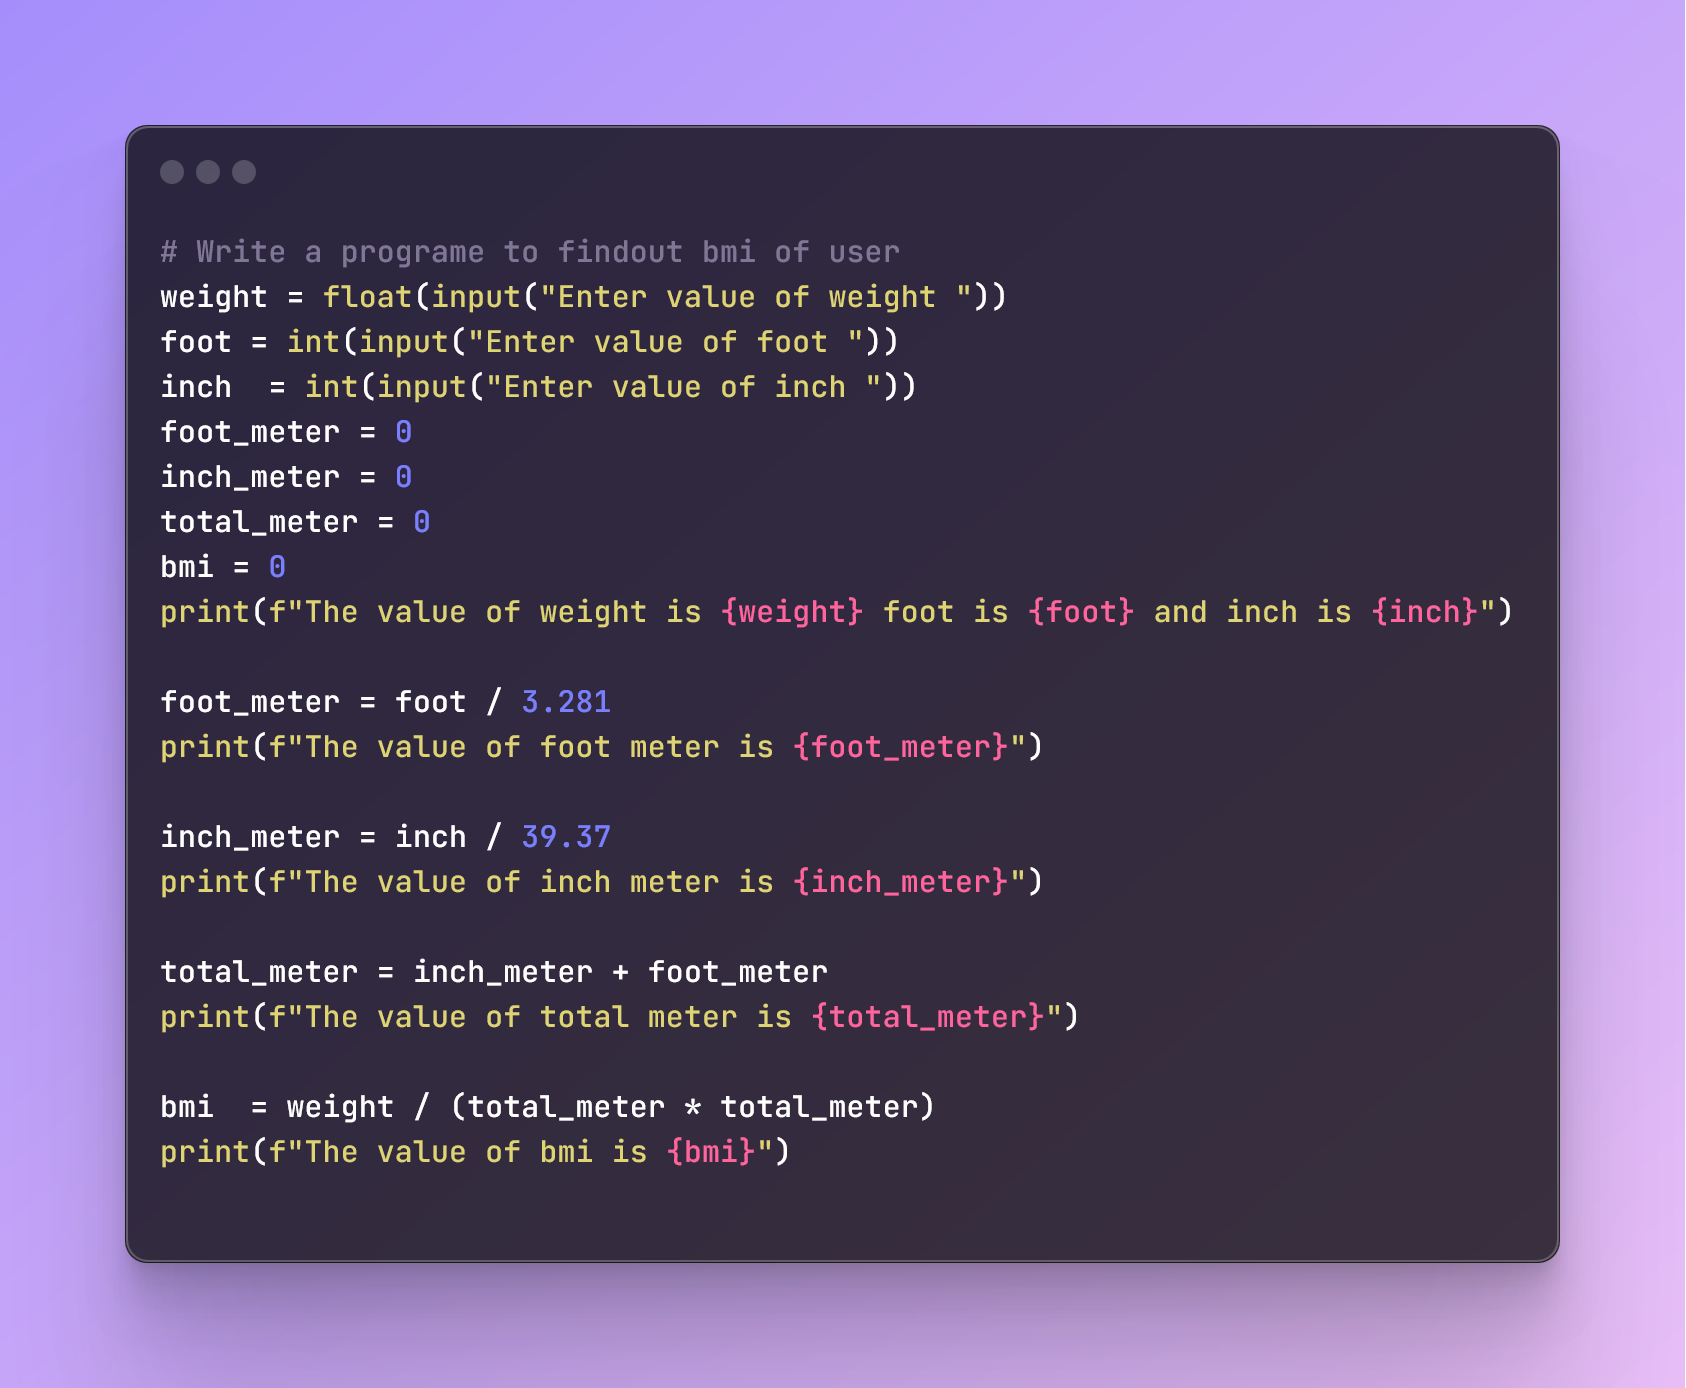 # Write a programe to findout bmi of user
weight = float(input("Enter value of weight "))
foot = int(input("Enter value of foot "))
inch  = int(input("Enter value of inch "))
foot_meter = 0
inch_meter = 0
total_meter = 0
bmi = 0
print(f"The value of weight is {weight} foot is {foot} and inch is {inch}")

foot_meter = foot / 3.281
print(f"The value of foot meter is {foot_meter}")

inch_meter = inch / 39.37
print(f"The value of inch meter is {inch_meter}")

total_meter = inch_meter + foot_meter
print(f"The value of total meter is {total_meter}")

bmi  = weight / (total_meter * total_meter)
print(f"The value of bmi is {bmi}")